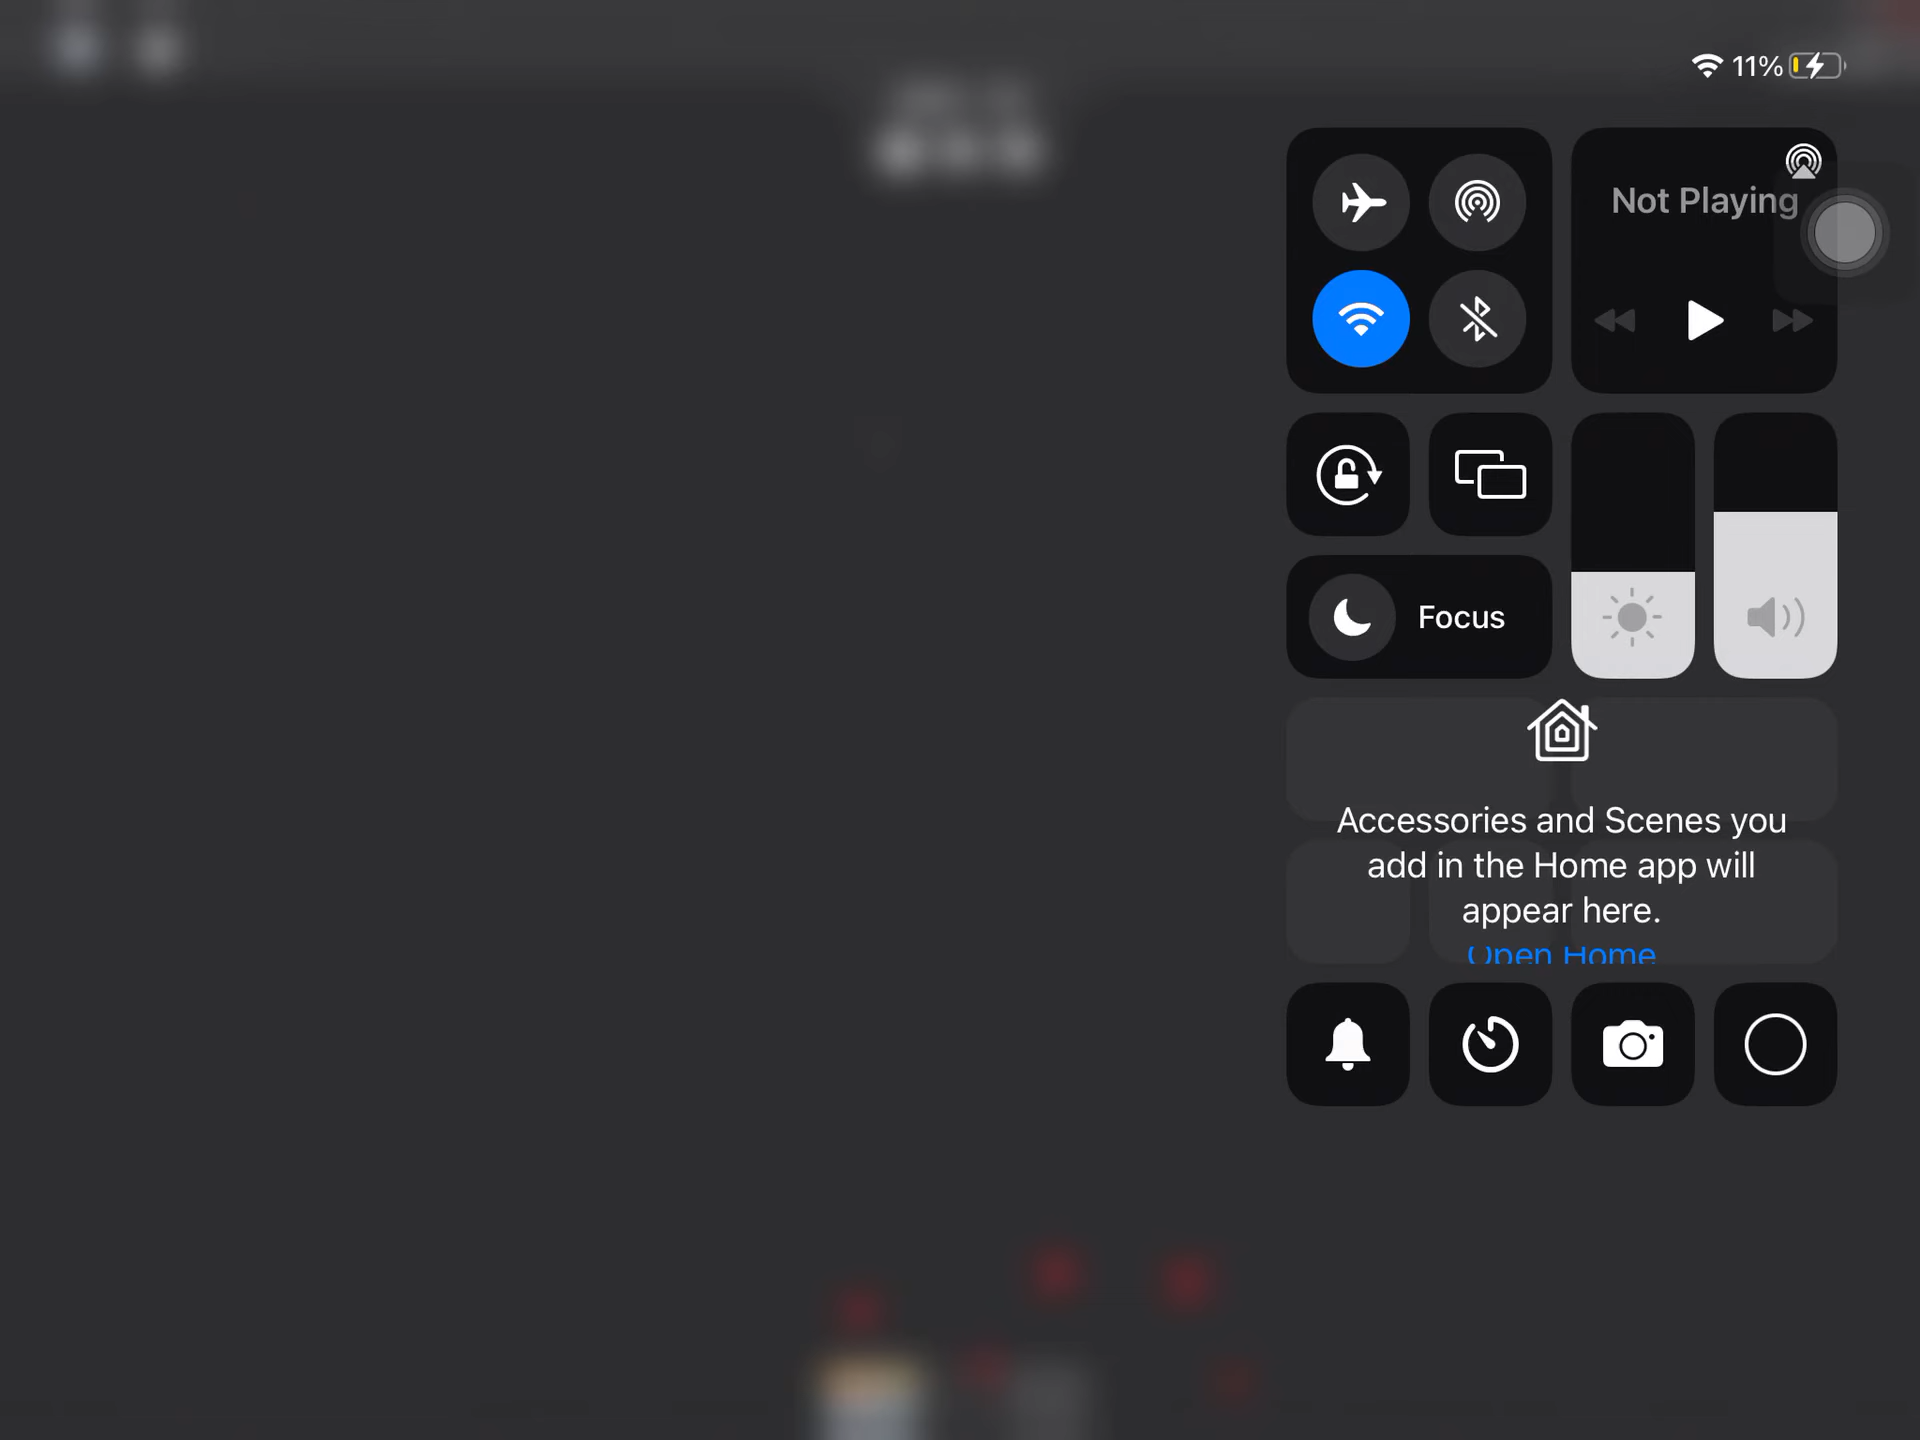 11%
Not Playing
Focus
Accessories and Scenes you
add in the Home app will
appear here.
Open Home